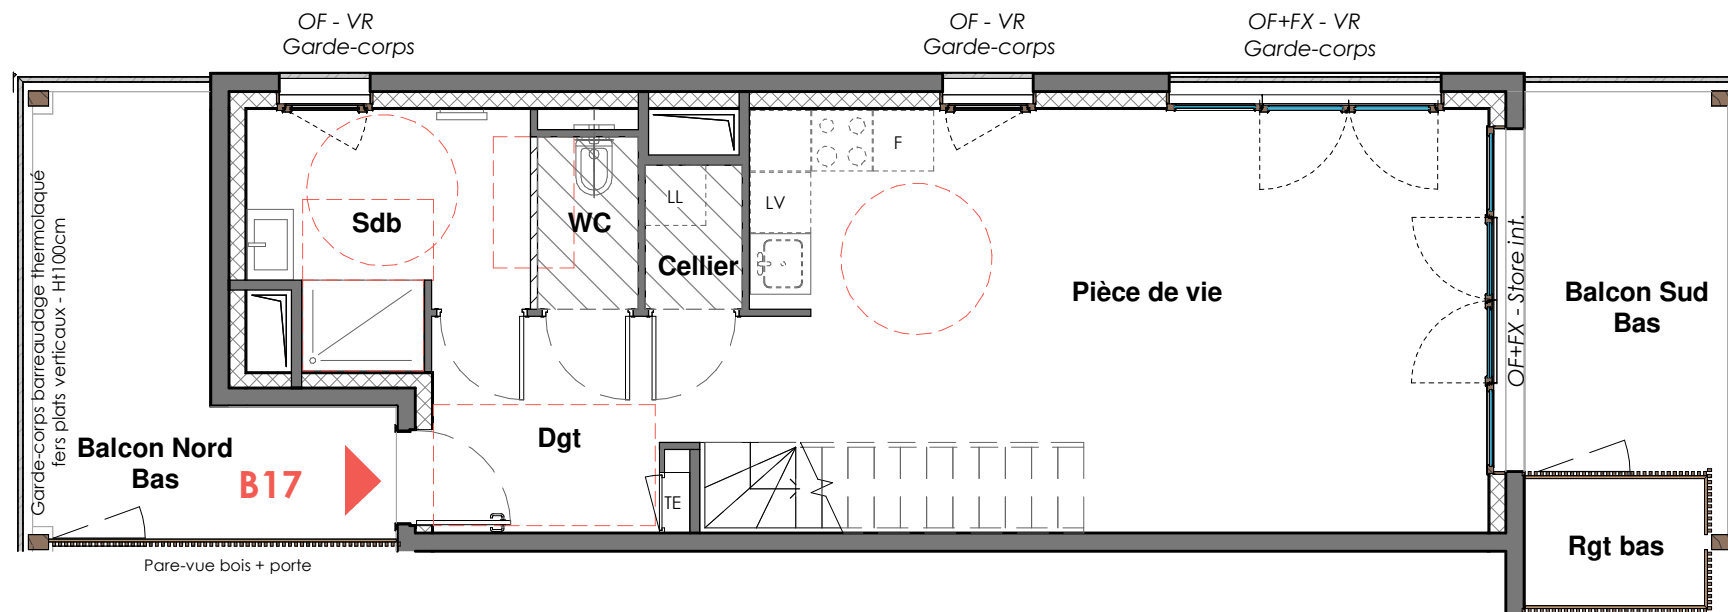 OF - VR
Garde-corps
OF - VR
Garde-corps
OF+FX - VR
Garde-corps
Garde-corps barreaudage thermolaqué
fers plats verticaux - Ht100cm
Sdb
WC
LL
Cellier
LV
F
Pièce de vie
OF+FX - Store int.
Balcon Sud
Bas
Balcon Nord
Bas
B17
Dgt
TE
Rgt bas
Pare-vue bois + porte